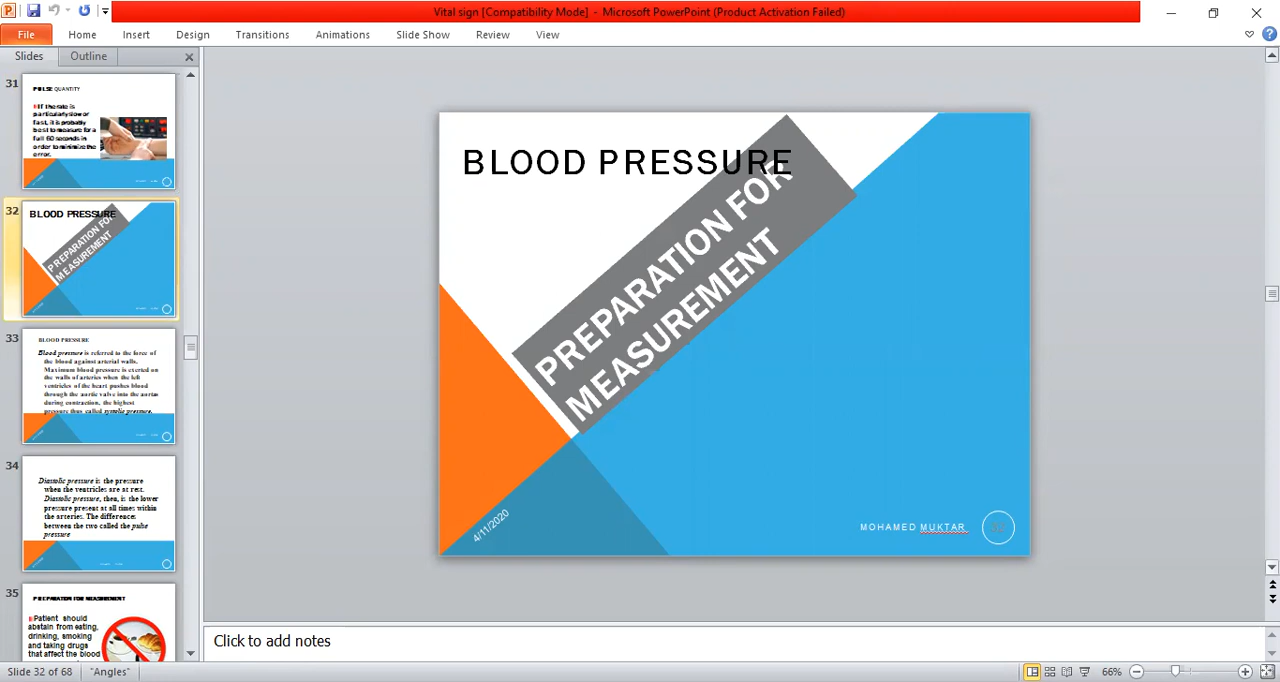 Vital sign [Compatibility Mode] - Microsoft PowerPoint (Product Activation Failed)
File Home Insert Design Transitions Animations Slide Show Review View
Slides Outline
31
PULSE QUANTITY
If the rate is
particularly slow or
fast, it is probably
best to measure for a
full 60 seconds in
order to minimize the
error.
32
BLOOD PRESSURE
PREPARATION FOR
MEASUREMENT
33
BLOOD PRESSURE
Blood pressure is referred to the force of
the blood against arterial walls.
Maximum blood pressure is exerted on
the walls of arteries when the left
ventricles of the heart pushes blood
through the aortic valve into the aortas
during contraction, the highest
pressure thus called systolic pressure.
34
Diastolic pressure is the pressure
when the ventricles are at rest.
Diastolic pressure, then, is the lower
pressure present at all times within
the arteries. The differences
between the two called the pulse
pressure
35
PREPARATION FOR MEASUREMENT
Patient should
abstain from eating,
drinking, smoking
and taking drugs
that affect the blood
BLOOD PRESSURE
PREPARATION FOR
MEASUREMENT
4/11/2020
MOHAMED MUKTAR
32
Click to add notes
Slide 32 of 68 "Angles" 66%